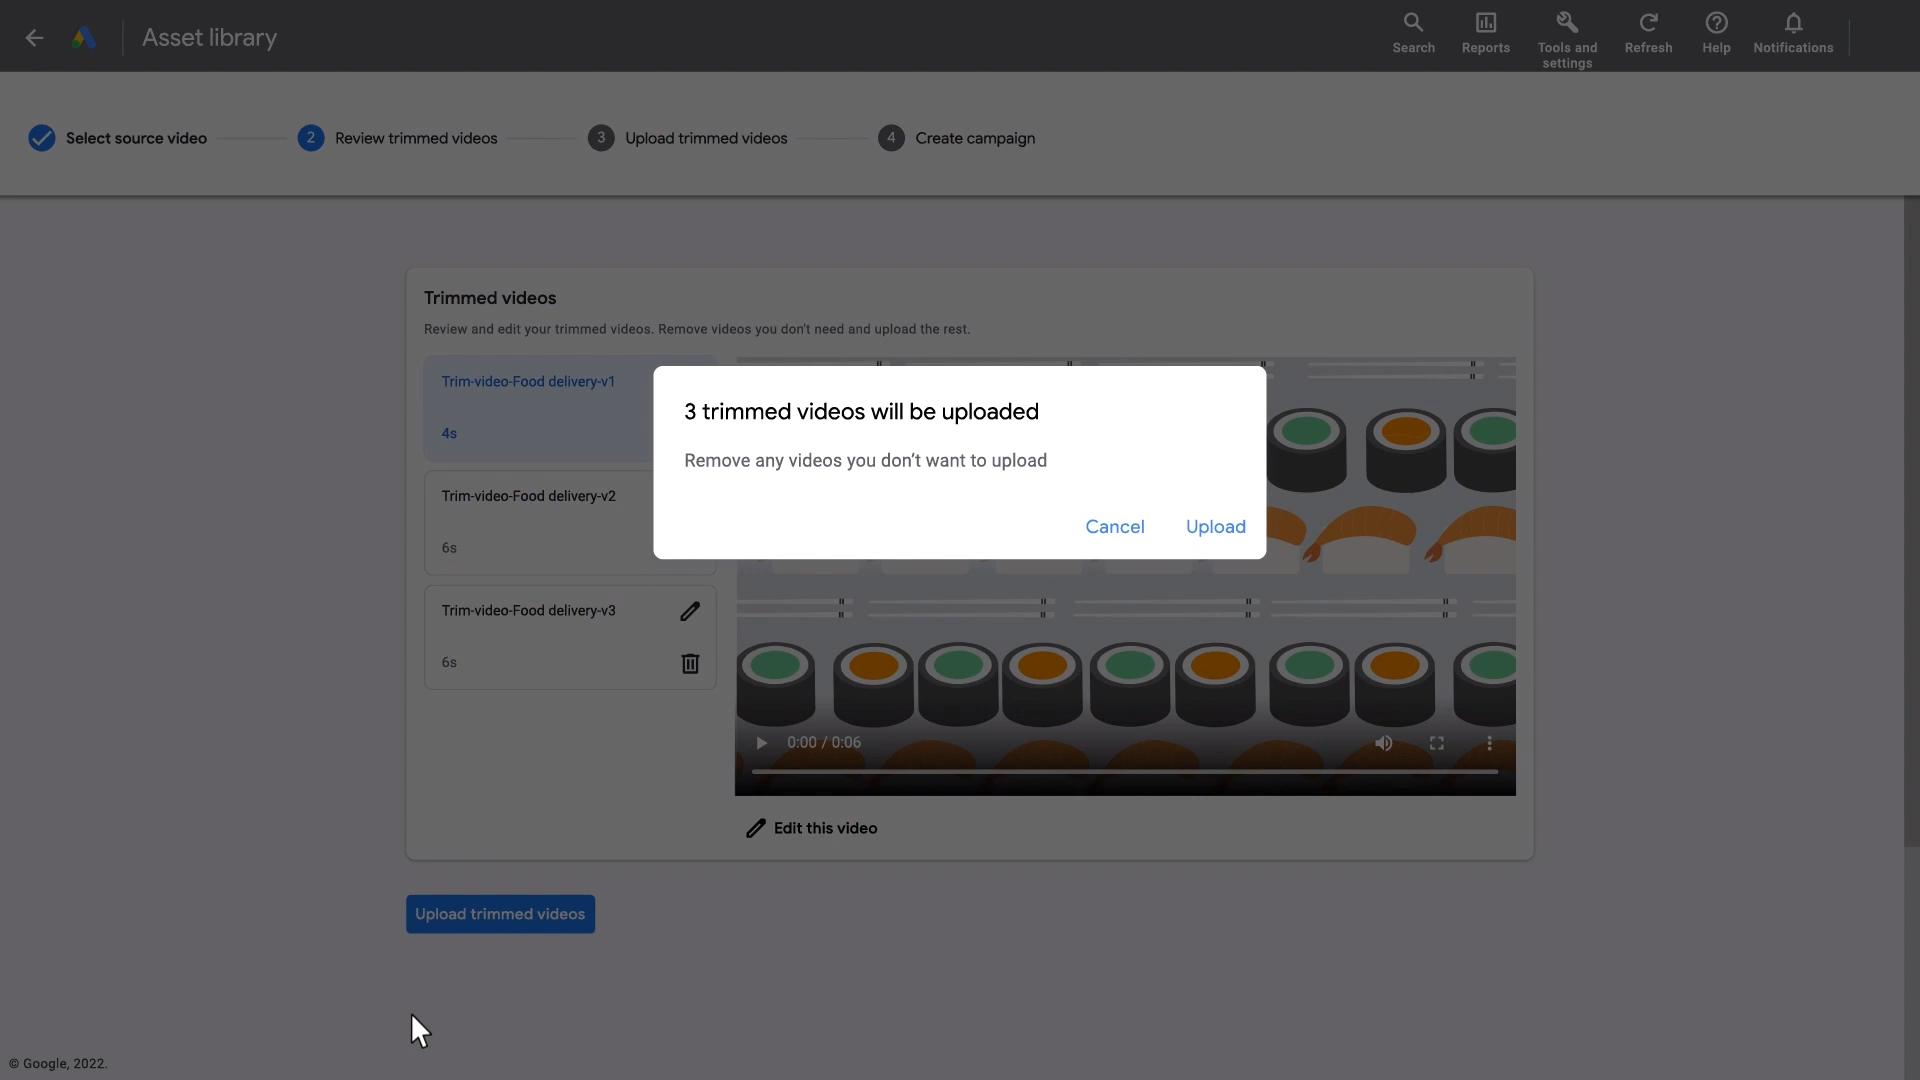 Asset library
Search
Reports
Tools and
settings
Refresh
Help
Notifications
Select source video
2 Review trimmed videos
3 Upload trimmed videos
4 Create campaign
Trimmed videos
Review and edit your trimmed videos. Remove videos you don't need and upload the rest.
Trim-video-Food delivery-v1
4s
Trim-video-Food delivery-v2
6s
Trim-video-Food delivery-v3
6s
3 trimmed videos will be uploaded
Remove any videos you don’t want to upload
Cancel
Upload
0:00 / 0:06
Edit this video
Upload trimmed videos
© Google, 2022.